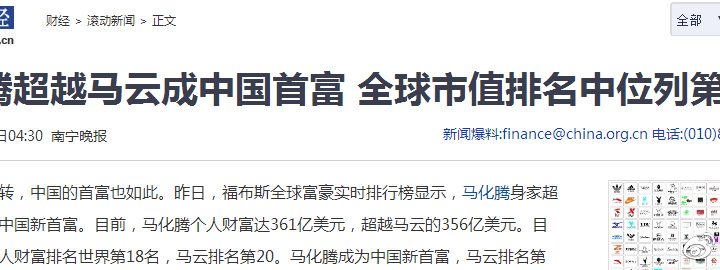 经
.cn
财经 > 滚动新闻 > 正文
全部
腾超越马云成中国首富 全球市值排名中位列第
日04:30 南宁晚报
新闻爆料:finance@china.org.cn 电话:(010)8
转，中国的首富也如此。昨日，福布斯全球富豪实时排行榜显示，马化腾身家超
中国新首富。目前，马化腾个人财富达361亿美元，超越马云的356亿美元。目
人财富排名世界第18名，马云排名第20。马化腾成为中国新首富，马云排名第